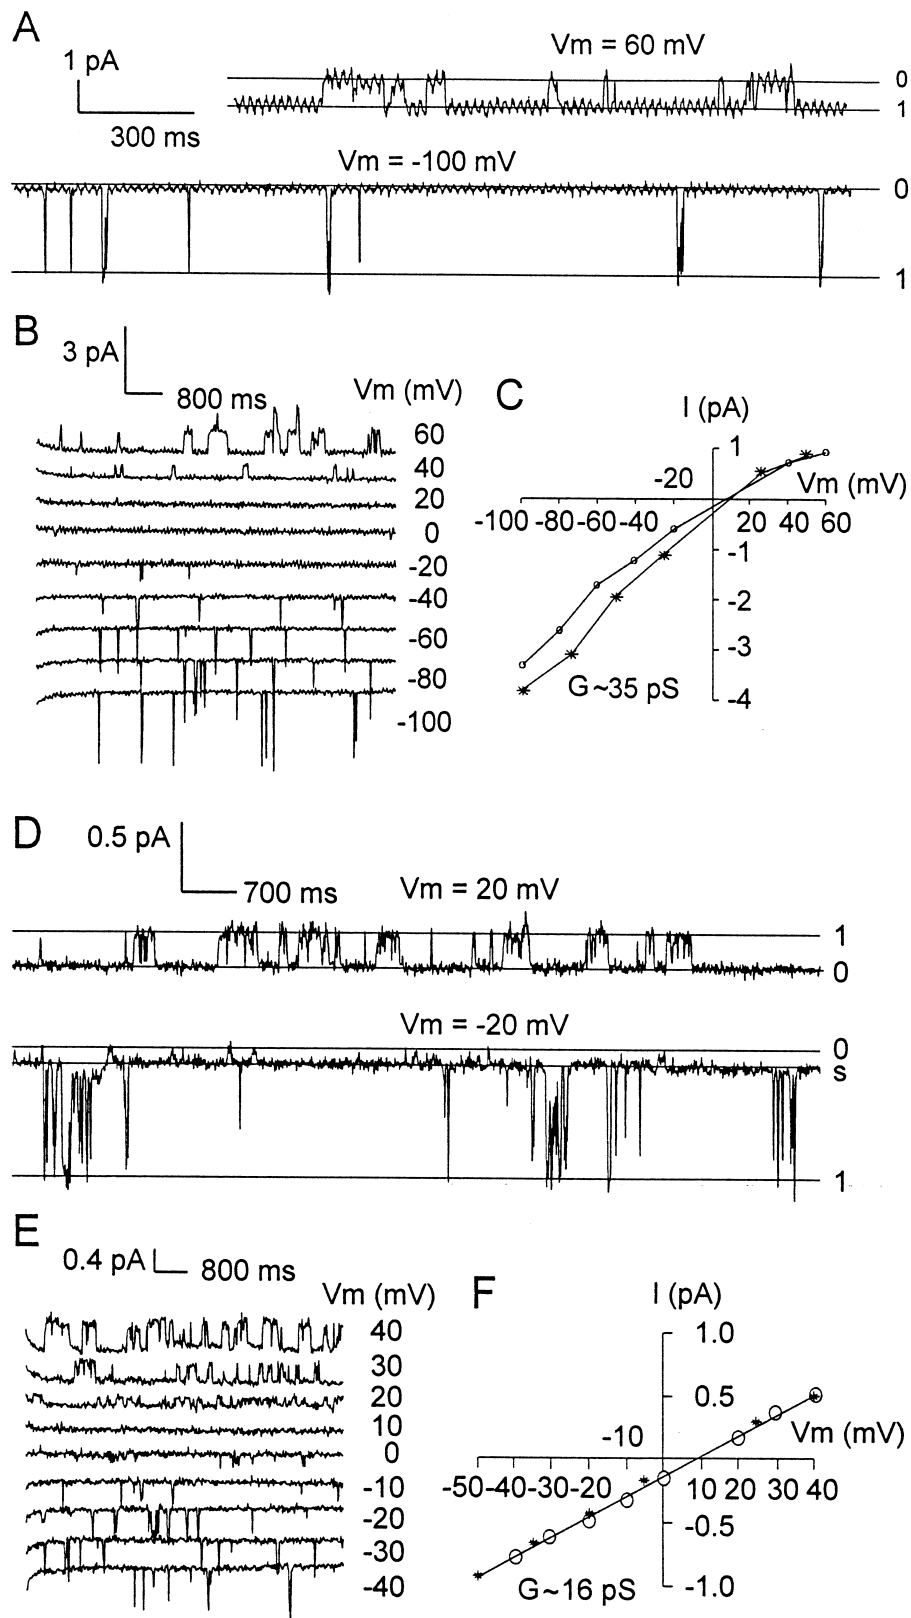 A
1 pA
Vm = 60 mV
0
1
300 ms
Vm = -100 mV
0
1
B
3 pA
800 ms
Vm (mV)
60
40
20
0
-20
-40
-60
-80
-100
C
I (pA)
1
-20
Vm (mV)
-100 -80 -60 -40
20 40 60
-1
-2
-3
-4
G~35 pS
D
0.5 pA
700 ms
Vm = 20 mV
1
0
Vm = -20 mV
0
s
1
E
0.4 pA
800 ms
Vm (mV)
40
30
20
10
0
-10
-20
-30
-40
F
I (pA)
1.0
0.5
-10
Vm (mV)
-50 -40 -30 -20
10 20 30 40
-0.5
-1.0
G~16 pS